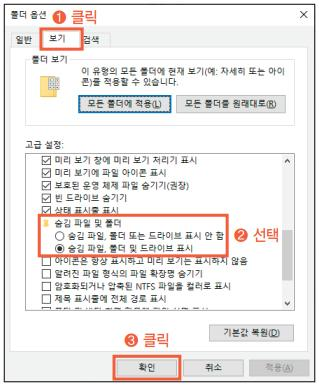 폴더 옵션
❶ 클릭
×
일반
보기
검색
폴더 보기
이 유형의 모든 폴더에 현재 보기(예: 자세히 또는 아이
콘)을 적용할 수 있습니다.
모든 폴더에 적용(L)
모든 폴더를 원래대로(R)
고급 설정:
미리 보기 창에 미리 보기 처리기 표시
미리 보기에 파일 아이콘 표시
보호된 운영 체제 파일 숨기기(권장)
빈 드라이브 숨기기
상태 표시줄 표시
숨김 파일 및 폴더
숨김 파일, 폴더 또는 드라이브 표시 안 함
숨김 파일, 폴더 및 드라이브 표시
❷ 선택
아이콘은 항상 표시하고 미리 보기는 표시하지 않음
알려진 파일 형식의 파일 확장명 숨기기
암호화되거나 압축된 NTFS 파일을 컬러로 표시
제목 표시줄에 전체 경로 표시
기본값 복원(D)
❸ 클릭
확인
취소
적용(A)